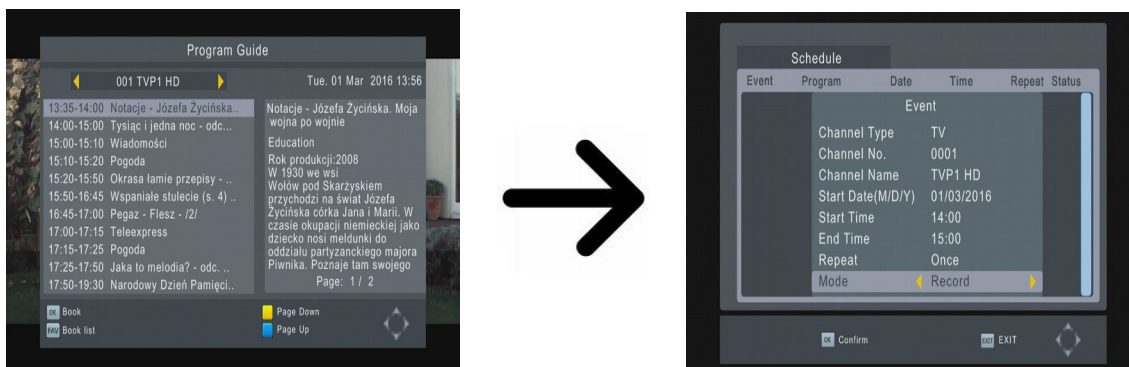 Program Guide
001 TVP1 HD
Tue. 01 Mar 2016 13:56
13:35-14:00 Notacje - Józefa Życińska..
14:00-15:00 Tysiąc i jedna noc - odc...
15:00-15:10 Wiadomości
15:10-15:20 Pogoda
15:20-15:50 Okrasa łamie przepisy - ..
15:50-16:45 Wspaniałe stulecie (s. 4) ..
16:45-17:00 Pegaz - Flesz - /2/
17:00-17:15 Teleexpress
17:15-17:25 Pogoda
17:25-17:50 Jaka to melodia? - odc. ..
17:50-19:30 Narodowy Dzień Pamięci..
Notacje - Józefa Życińska. Moja
wojna po wojnie
Education
Rok produkcji:2008
W 1930 we wsi
Wołów pod Skarżyskiem
przychodzi na świat Józefa
Życińska córka Jana i Marii. W
czasie okupacji niemieckiej jako
dziecko nosi meldunki do
oddziału partyzanckiego majora
Piwnika. Poznaje tam swojego
Page: 1 / 2
OK Book
FAV Book list
Page Down
Page Up
Schedule
Event Program Date Time Repeat Status
Event
Channel Type TV
Channel No. 0001
Channel Name TVP1 HD
Start Date(M/D/Y) 01/03/2016
Start Time 14:00
End Time 15:00
Repeat Once
Mode Record
OK Confirm
EXIT EXIT